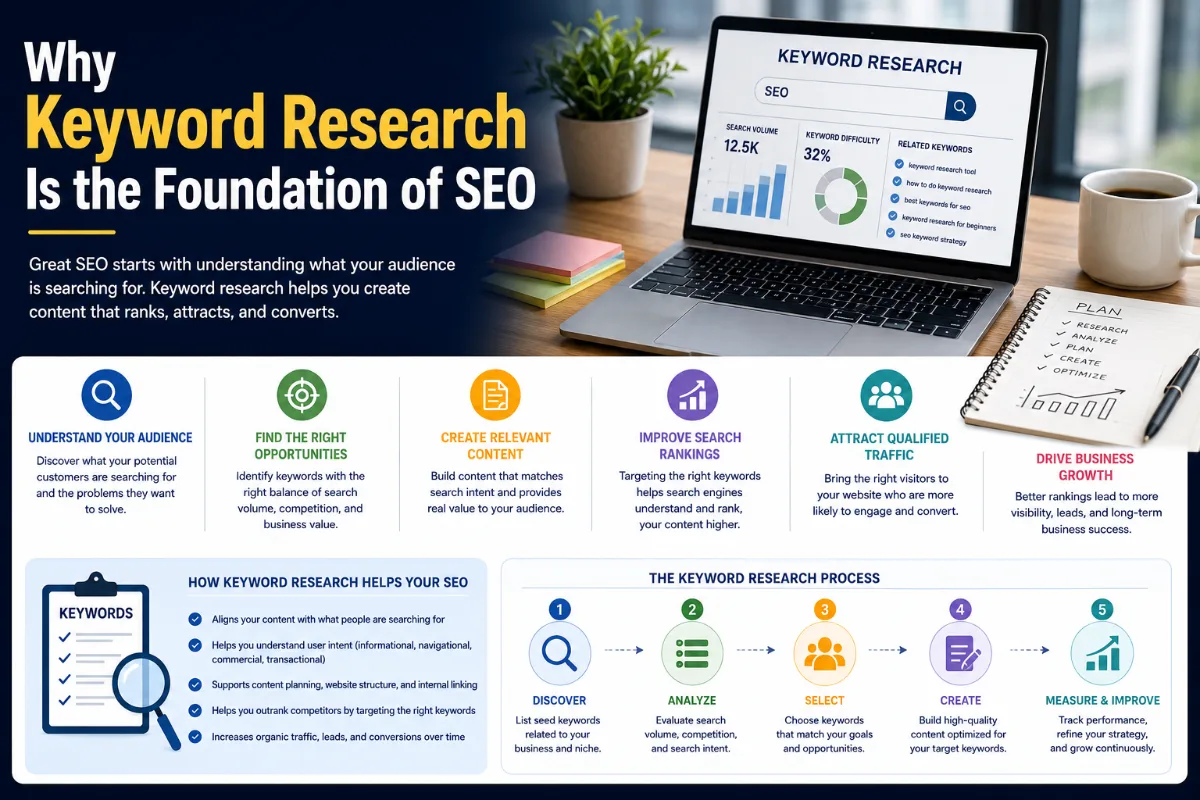 Why
Keyword Research
Is the Foundation of SEO
Great SEO starts with understanding what your audience
is searching for. Keyword research helps you create
content that ranks, attracts, and converts.
KEYWORD RESEARCH
SEO
SEARCH VOLUME
12.5K
KEYWORD DIFFICULTY
32%
RELATED KEYWORDS
keyword research tool
how to do keyword research
best keywords for seo
keyword research for beginners
seo keyword strategy
PLAN
RESEARCH
ANALYZE
PLAN
CREATE
OPTIMIZE
UNDERSTAND YOUR AUDIENCE
Discover what your potential
customers are searching for
and the problems they want
to solve.
FIND THE RIGHT
OPPORTUNITIES
Identify keywords with the
right balance of search
volume, competition, and
business value.
CREATE RELEVANT
CONTENT
Build content that matches
search intent and provides
real value to your audience.
IMPROVE SEARCH
RANKINGS
Targeting the right keywords
helps search engines
understand and rank,
your content higher.
ATTRACT QUALIFIED
TRAFFIC
Bring the right visitors to
your website who are more
likely to engage and convert.
DRIVE BUSINESS
GROWTH
Better rankings lead to more
visibility, leads, and long-term
business success.
KEYWORDS
HOW KEYWORD RESEARCH HELPS YOUR SEO
Aligns your content with what people are searching for
Helps you understand user intent (informational, navigational,
commercial, transactional)
Supports content planning, website structure, and internal linking
Helps you outrank competitors by targeting the right keywords
Increases organic traffic, leads, and conversions over time
THE KEYWORD RESEARCH PROCESS
1
DISCOVER
List seed keywords
related to your
business and niche.
2
ANALYZE
Evaluate search
volume, competition,
and search intent.
3
SELECT
Choose keywords
that match your goals
and opportunities.
4
CREATE
Build high-quality
content optimized for
your target keywords.
5
MEASURE & IMPROVE
Track performance,
refine your strategy,
and grow continuously.